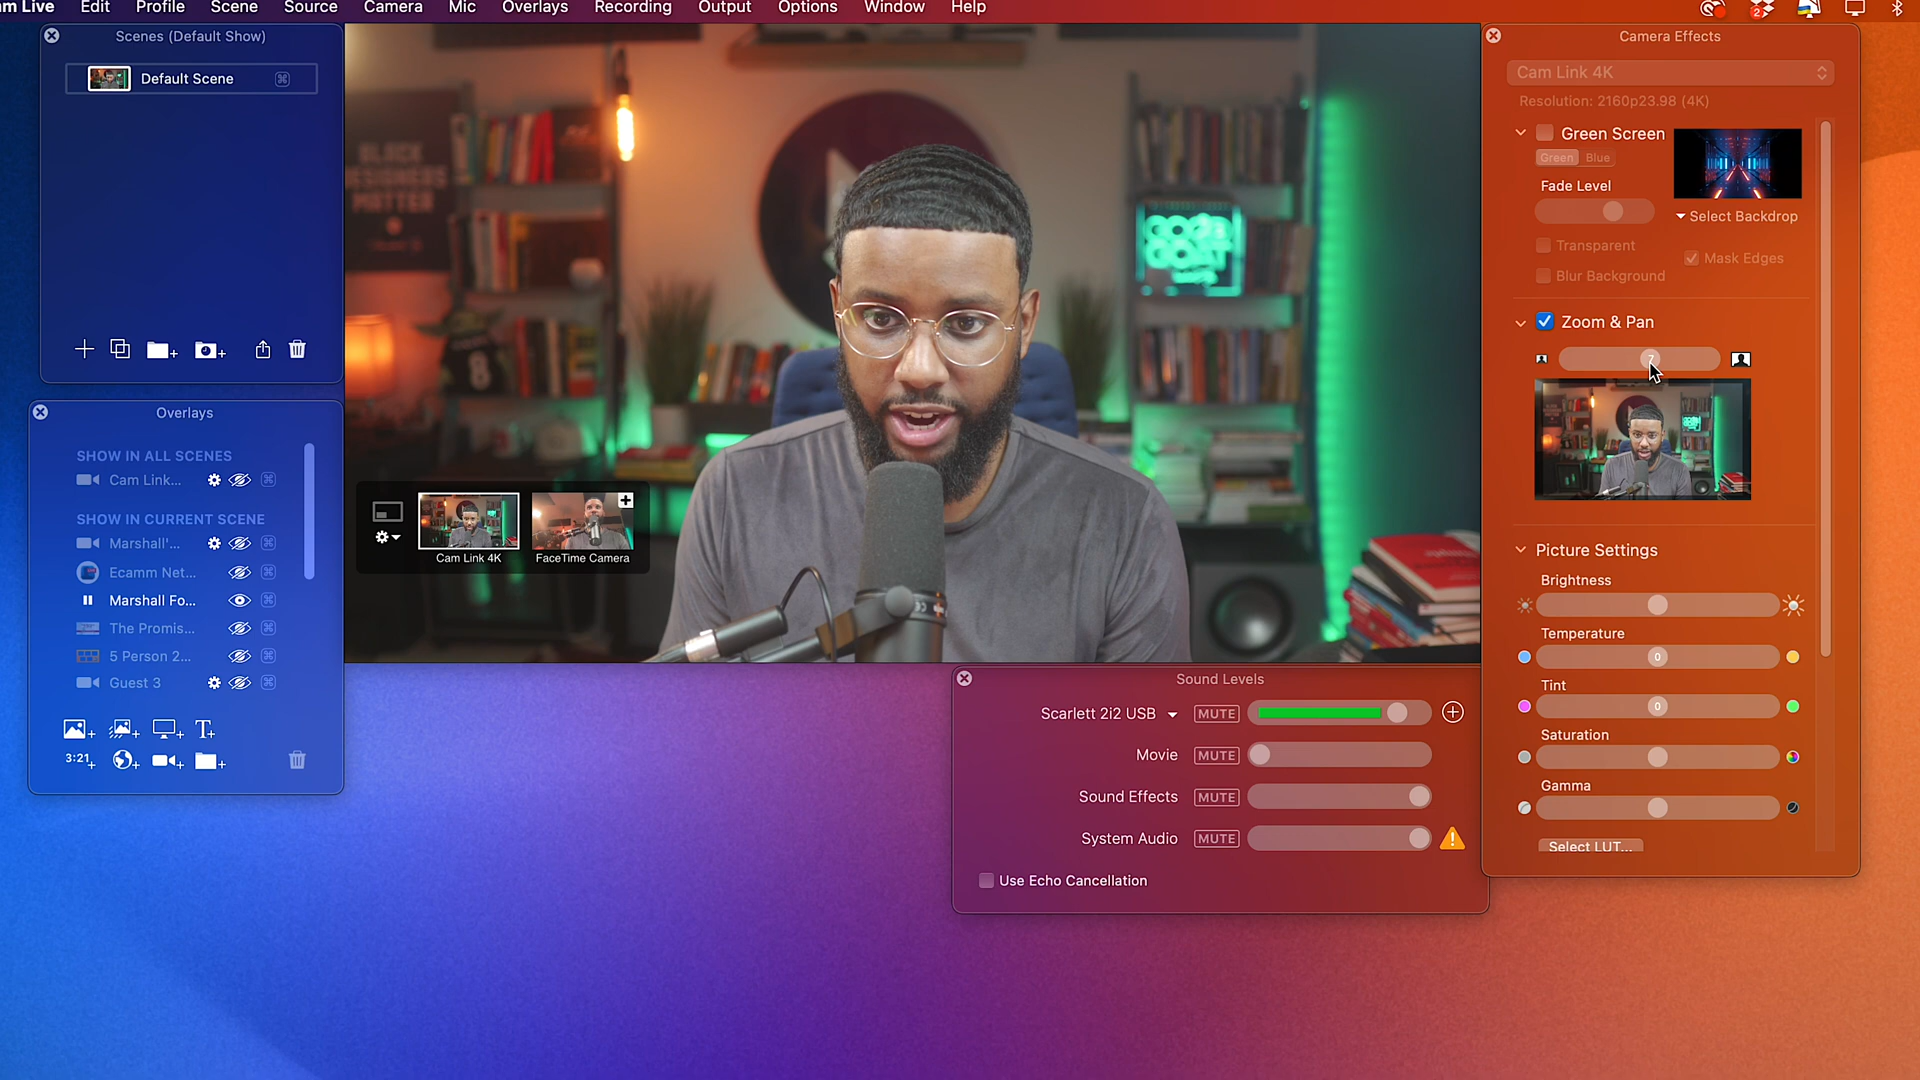 am Live Edit Profile Scene Source Camera Mic Overlays Recording Output Options Window Help
2
Scenes (Default Show)
Default Scene
Overlays
SHOW IN ALL SCENES
Cam Link...
SHOW IN CURRENT SCENE
Marshall'...
Ecamm Net...
Marshall Fo...
The Promis...
5 Person 2...
Guest 3
T+
3:21+
BLACK
DESIGNERS
MATTER
8
Cam Link 4K
FaceTime Camera
Sound Levels
Scarlett 2i2 USB MUTE
Movie MUTE
Sound Effects MUTE
System Audio MUTE
Use Echo Cancellation
Camera Effects
Cam Link 4K
Resolution: 2160p23.98 (4K)
Green Screen
Green Blue
Fade Level
Select Backdrop
Transparent
Mask Edges
Blur Background
Zoom & Pan
Picture Settings
Brightness
Temperature
0
Tint
0
Saturation
Gamma
Select LUT...